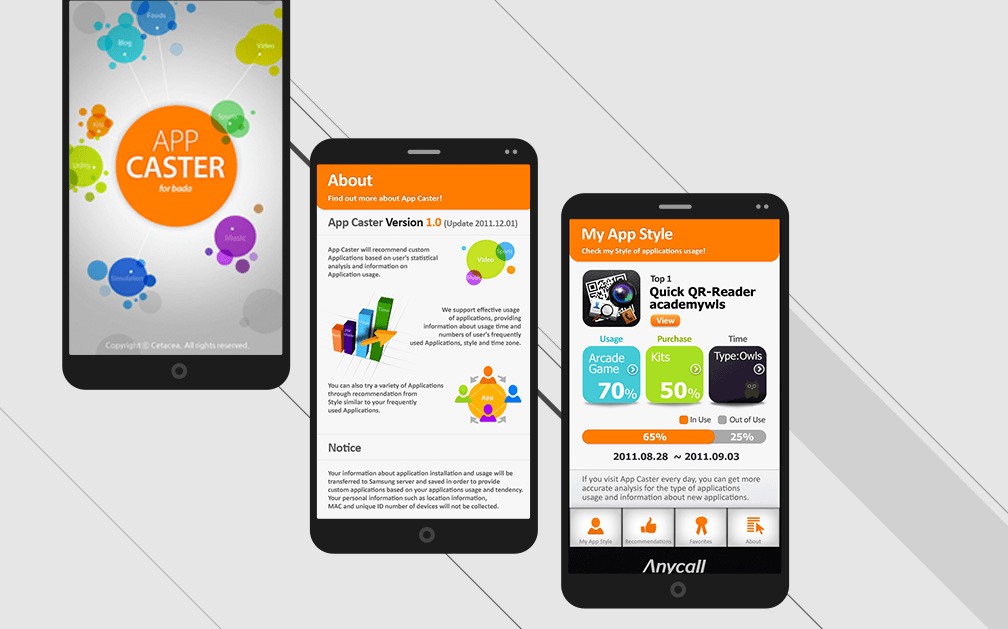 Foods
Blog
Video
Sports
Kids
Utility
APP
CASTER
for bada
Music
Simulation
Copyright ⓒ Cetacea. All rights reserved.
About
Find out more about App Caster!
App Caster Version 1.0 (Update 2011.12.01)
App Caster will recommend custom
Applications based on user's statistical
analysis and information on
Application usage.
Sports
Video
Music
We support effective usage
of applications, providing
information about usage time and
numbers of user's frequently
used Applications, style and time zone.
Time
You can also try a variety of Applications
through recommendation from
Style similar to your frequently
used Applications.
App
Notice
Your information about application installation and usage will be
transferred to Samsung server and saved in order to provide
custom applications based on your applications usage and tendency.
Your personal information such as location information,
MAC and unique ID number of devices will not be collected.
My App Style
Check my Style of applications usage!
Top 1
Quick QR-Reader
academywls
View
Usage Purchase Time
Arcade
Game
70%
Kits
50%
Type:Owls
In Use Out of Use
65% 25%
2011.08.28 ~ 2011.09.03
If you visit App Caster every day, you can get more
accurate analysis for the type of applications
usage and information about new applications.
My App Style Recommendations Favorites About
Anycall